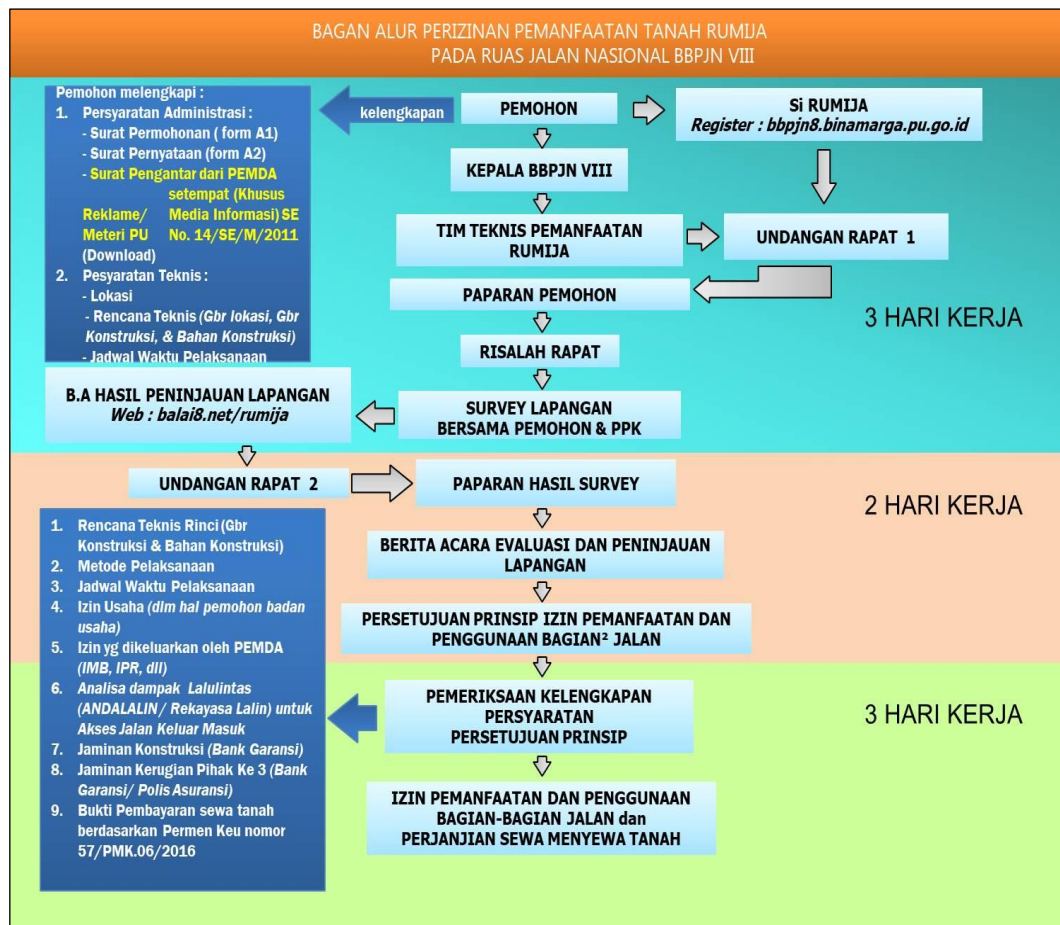 BAGAN ALUR PERIZINAN PEMANFAATAN TANAH RUMIJA
PADA RUAS JALAN NASIONAL BBPJN VIII
Pemohon melengkapi :
1. Persyaratan Administrasi :
- Surat Permohonan ( form A1)
- Surat Pernyataan (form A2)
- Surat Pengantar dari PEMDA
setempat (Khusus
Reklame/ Media Informasi) SE
Meteri PU No. 14/SE/M/2011
(Download)
2. Pesyaratan Teknis :
- Lokasi
- Rencana Teknis (Gbr lokasi, Gbr
Konstruksi, & Bahan Konstruksi)
- Jadwal Waktu Pelaksanaan
kelengkapan
PEMOHON
Si RUMIJA
Register : bbpjn8.binamarga.pu.go.id
KEPALA BBPJN VIII
TIM TEKNIS PEMANFATAN
RUMIJA
UNDANGAN RAPAT 1
PAPARAN PEMOHON
3 HARI KERJA
RISALAH RAPAT
SURVEY LAPANGAN
BERSAMA PEMOHON & PPK
B.A HASIL PENINJAUAN LAPANGAN
Web : balai8.net/rumija
UNDANGAN RAPAT 2
PAPARAN HASIL SURVEY
2 HARI KERJA
BERITA ACARA EVALUASI DAN PENINJAUAN
LAPANGAN
PERSETUJUAN PRINSIP IZIN PEMANFATAN DAN
PENGGUNAAN BAGIAN² JALAN
1. Rencana Teknis Rinci (Gbr
Konstruksi & Bahan Konstruksi)
2. Metode Pelaksanaan
3. Jadwal Waktu Pelaksanaan
4. Izin Usaha (dlm hal pemohon badan
usaha)
5. Izin yg dikeluarkan oleh PEMDA
(IMB, IPR, dll)
6. Analisa dampak Lalulintas
(ANDALALIN/ Rekayasa Lalin) untuk
Akses Jalan Keluar Masuk
7. Jaminan Konstruksi (Bank Garansi)
8. Jaminan Kerugian Pihak Ke 3 (Bank
Garansi/ Polis Asuransi)
9. Bukti Pembayaran sewa tanah
berdasarkan Permen Keu nomor
57/PMK.06/2016
PEMERIKSAAN KELENGKAPAN
PERSYARATAN
PERSETUJUAN PRINSIP
3 HARI KERJA
IZIN PEMANFATAN DAN PENGGUNAAN
BAGIAN-BAGIAN JALAN dan
PERJANJIAN SEWA MENYEWA TANAH